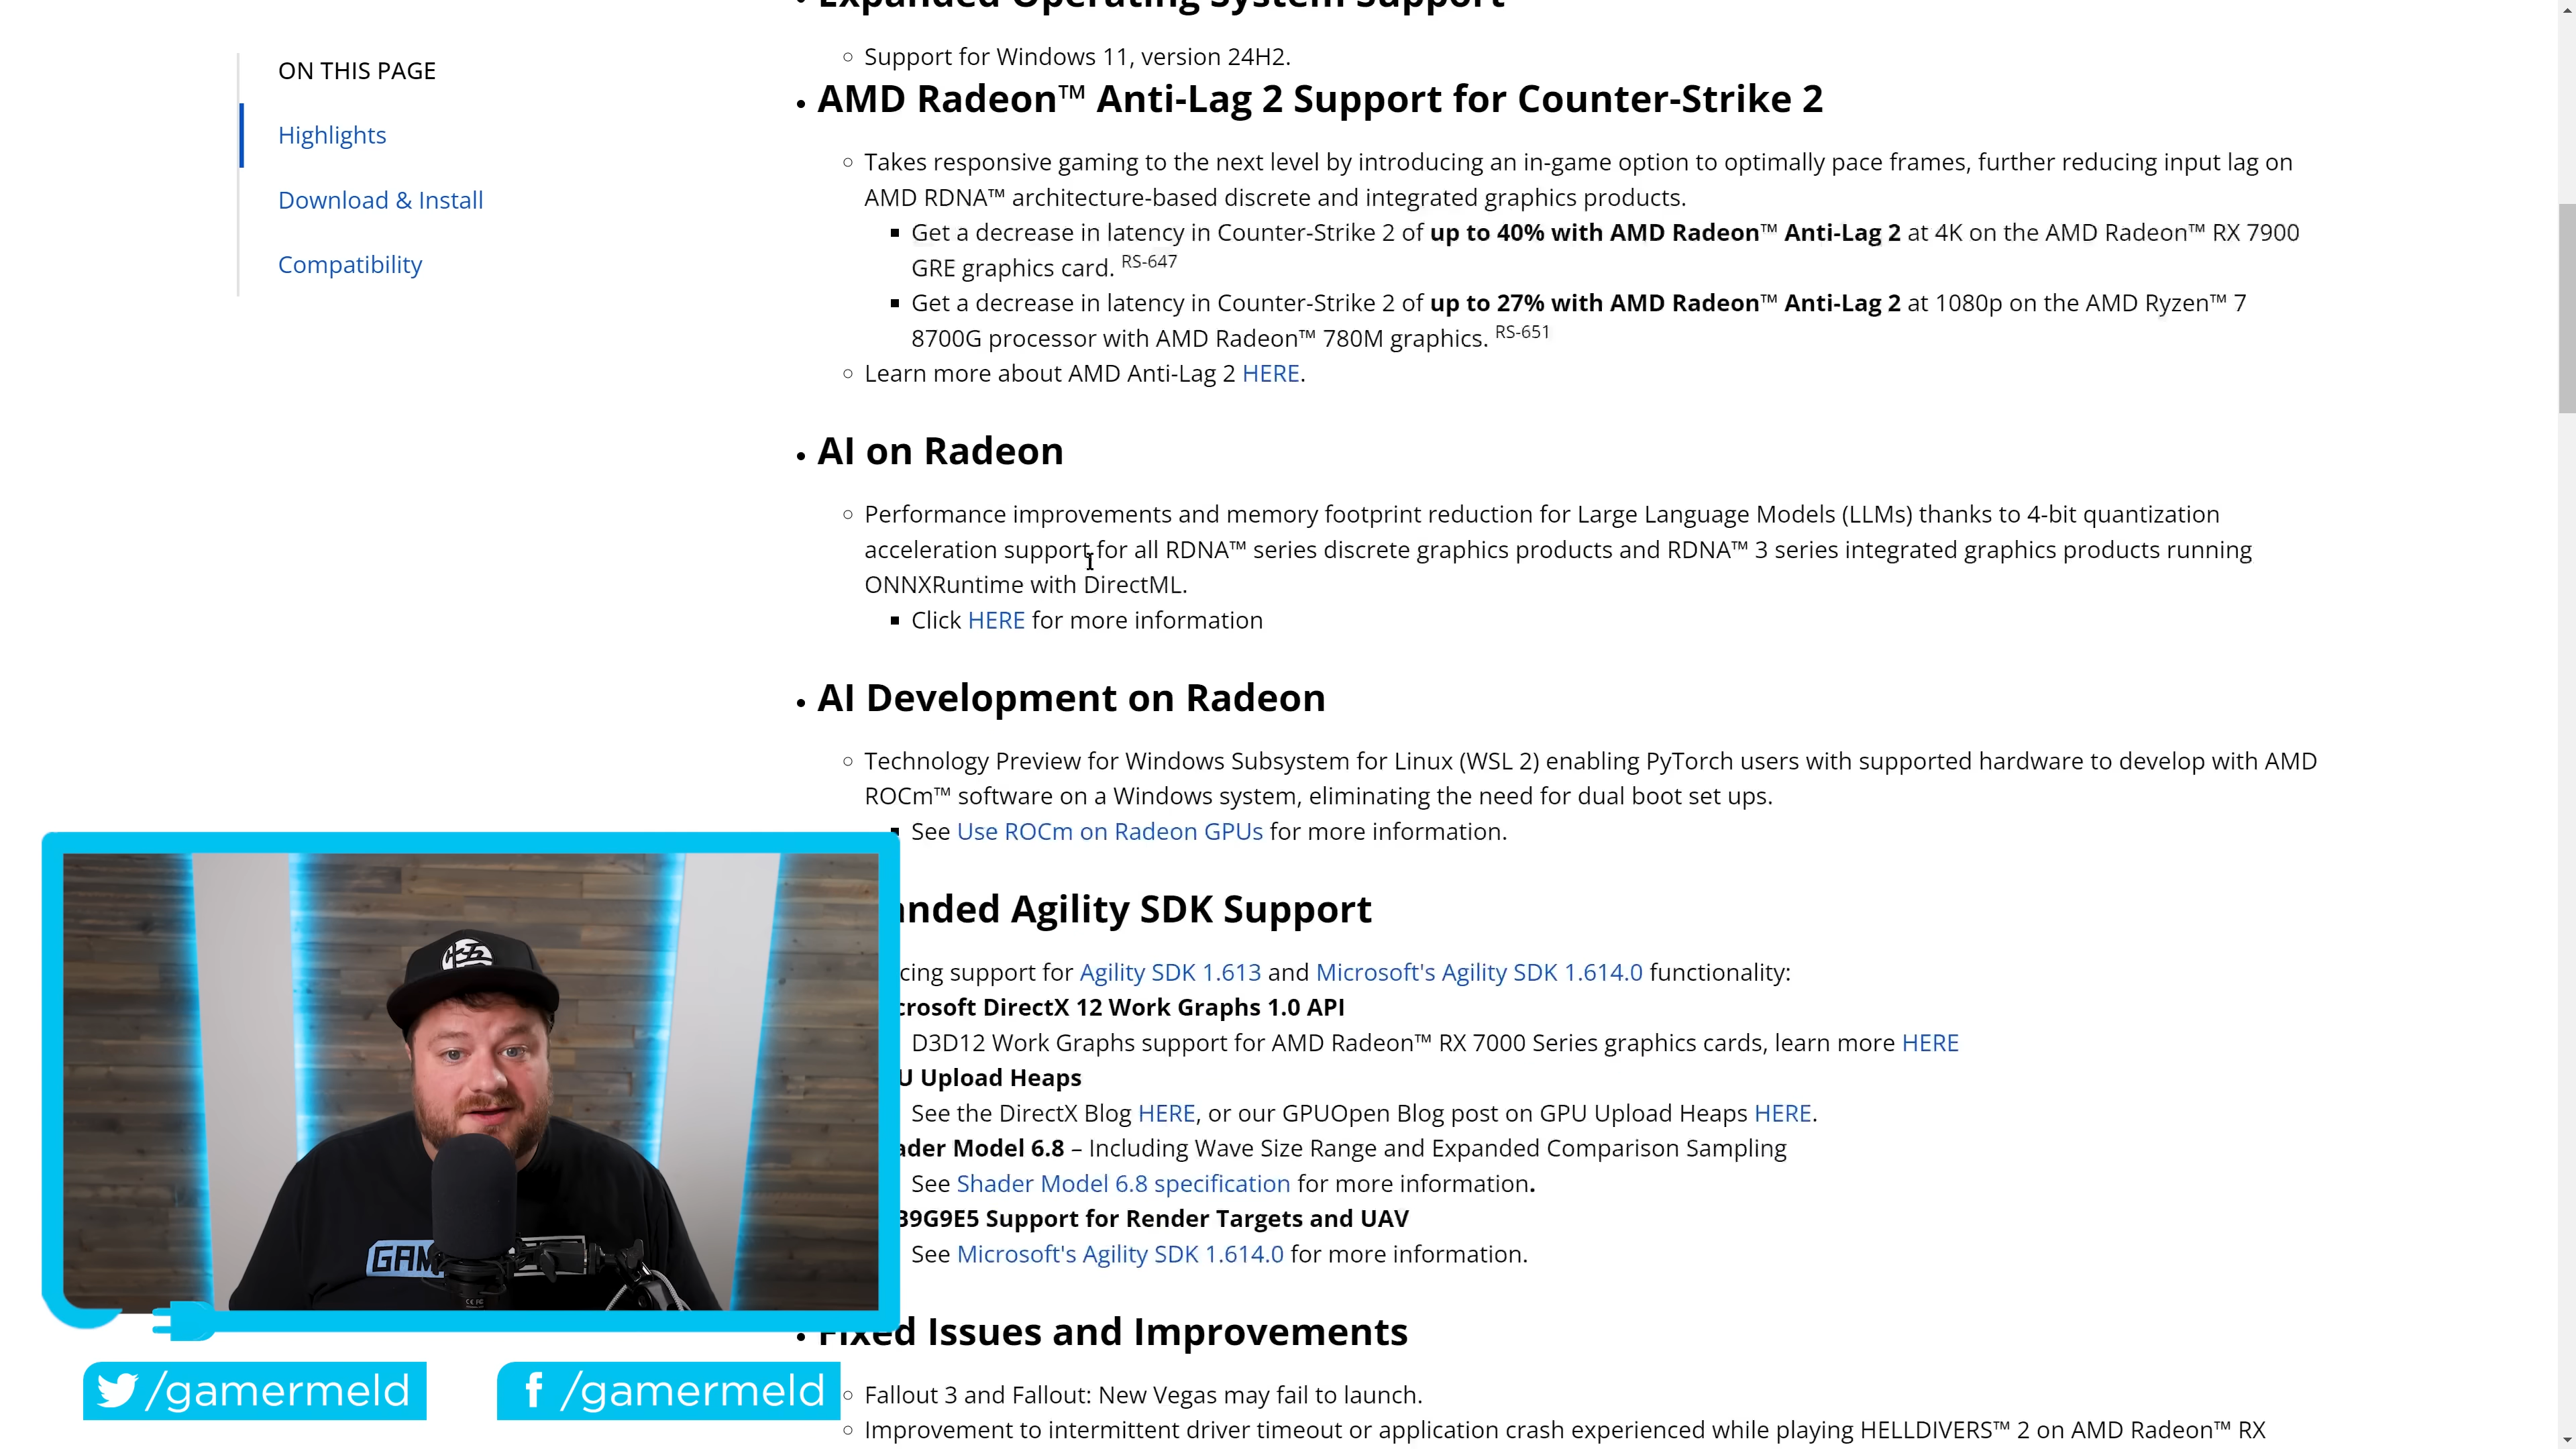 Expanded Operating System Support
Support for Windows 11, version 24H2.
ON THIS PAGE
Highlights
Download & Install
Compatibility
AMD Radeon™ Anti-Lag 2 Support for Counter-Strike 2
Takes responsive gaming to the next level by introducing an in-game option to optimally pace frames, further reducing input lag on
AMD RDNA™ architecture-based discrete and integrated graphics products.
Get a decrease in latency in Counter-Strike 2 of up to 40% with AMD Radeon™ Anti-Lag 2 at 4K on the AMD Radeon™ RX 7900
GRE graphics card. RS-647
Get a decrease in latency in Counter-Strike 2 of up to 27% with AMD Radeon™ Anti-Lag 2 at 1080p on the AMD Ryzen™ 7
8700G processor with AMD Radeon™ 780M graphics. RS-651
Learn more about AMD Anti-Lag 2 HERE.
AI on Radeon
Performance improvements and memory footprint reduction for Large Language Models (LLMs) thanks to 4-bit quantization
acceleration support for all RDNA™ series discrete graphics products and RDNA™ 3 series integrated graphics products running
ONNXRuntime with DirectML.
Click HERE for more information
AI Development on Radeon
Technology Preview for Windows Subsystem for Linux (WSL 2) enabling PyTorch users with supported hardware to develop with AMD
ROCm™ software on a Windows system, eliminating the need for dual boot set ups.
See Use ROCm on Radeon GPUs for more information.
nded Agility SDK Support
cing support for Agility SDK 1.613 and Microsoft's Agility SDK 1.614.0 functionality:
crosoft DirectX 12 Work Graphs 1.0 API
D3D12 Work Graphs support for AMD Radeon™ RX 7000 Series graphics cards, learn more HERE
U Upload Heaps
See the DirectX Blog HERE, or our GPUOpen Blog post on GPU Upload Heaps HERE.
ader Model 6.8 – Including Wave Size Range and Expanded Comparison Sampling
See Shader Model 6.8 specification for more information.
B9G9E5 Support for Render Targets and UAV
See Microsoft's Agility SDK 1.614.0 for more information.
Fixed Issues and Improvements
Fallout 3 and Fallout: New Vegas may fail to launch.
Improvement to intermittent driver timeout or application crash experienced while playing HELLDIVERS™ 2 on AMD Radeon™ RX
GAM
/gamermeld
/gamermeld